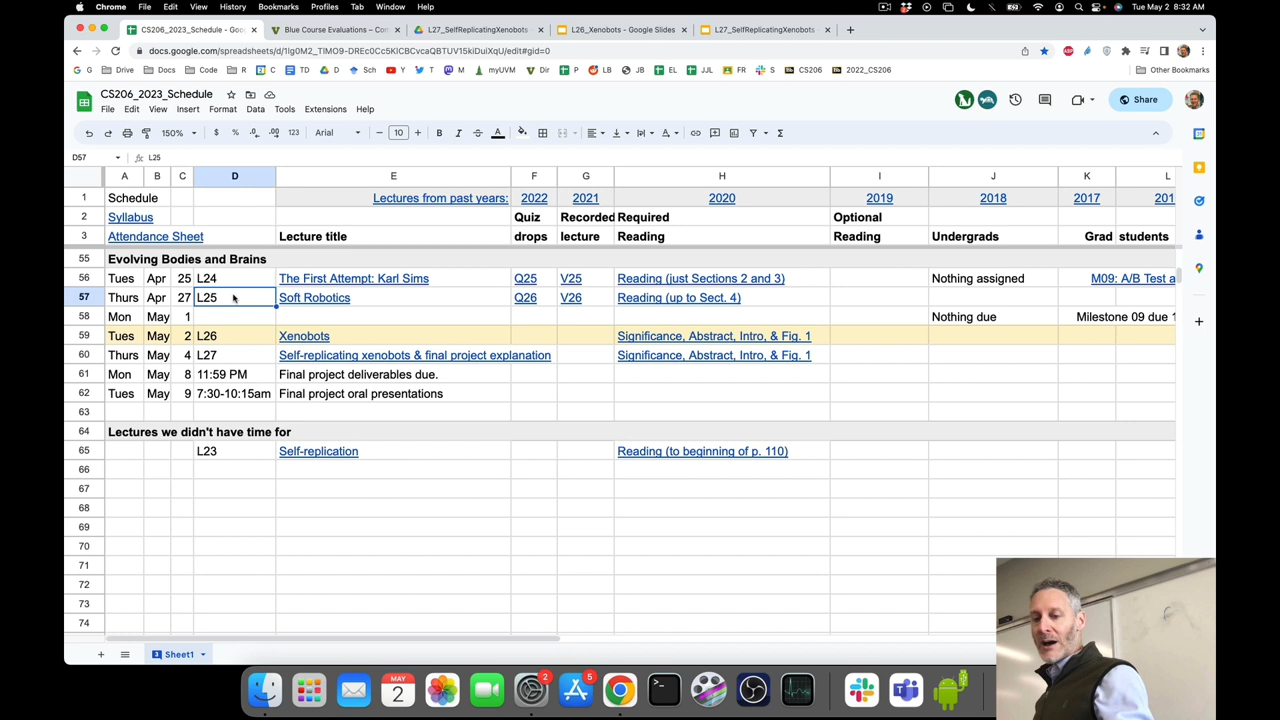 Chrome File Edit View History Bookmarks Profiles Tab Window Help Tue May 2 8:32 AM
CS206_2023_Schedule - Goo Blue Course Evaluations – Con L27_SelfReplicatingXenobots L26_Xenobots - Google Slides L27_SelfReplicatingXenobots
G Drive Docs Code R C TD D Sch Y T M myUVM Dir P LB JB EL JJL FR S CS206 2022_CS206 Other Bookmarks
CS206_2023_Schedule
File Edit View Insert Format Data Tools Extensions Help
Share
150% $ % .0 .00 123 Arial 10 B I A
D57 fx L25
A B C D E F G H I J K L
1 Schedule Lectures from past years: 2022 2021 2020 2019 2018 2017 201
2 Syllabus Quiz Recorded Required Optional
3 Attendance Sheet Lecture title drops lecture Reading Reading Undergrads Grad students
55 Evolving Bodies and Brains
56 Tues Apr 25 L24 The First Attempt: Karl Sims Q25 V25 Reading (just Sections 2 and 3) Nothing assigned M09: A/B Test a
57 Thurs Apr 27 L25 Soft Robotics Q26 V26 Reading (up to Sect. 4)
58 Mon May 1 Nothing due Milestone 09 due 1
59 Tues May 2 L26 Xenobots Significance, Abstract, Intro, & Fig. 1
60 Thurs May 4 L27 Self-replicating xenobots & final project explanation Significance, Abstract, Intro, & Fig. 1
61 Mon May 8 11:59 PM Final project deliverables due.
62 Tues May 9 7:30-10:15am Final project oral presentations
63
64 Lectures we didn't have time for
65 L23 Self-replication Reading (to beginning of p. 110)
66
67
68
69
70
71
72
73
74
3 Sheet1
MAY
2
2
5